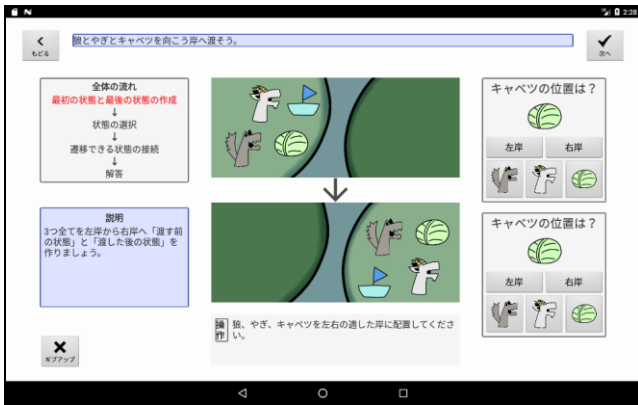 2:28
もどる
狼とやぎとキャベツを向こう岸へ渡そう。
次へ
全体の流れ
最初の状態と最後の状態の作成
↓
状態の選択
↓
遷移できる状態の接続
↓
解答
説明
3つ全てを左岸から右岸へ「渡す前
の状態」と「渡した後の状態」を
作りましょう。
ギブアップ
操作
狼、やぎ、キャベツを左右の適した岸に配置してくださ
い。
キャベツの位置は？
左岸
右岸
キャベツの位置は？
左岸
右岸